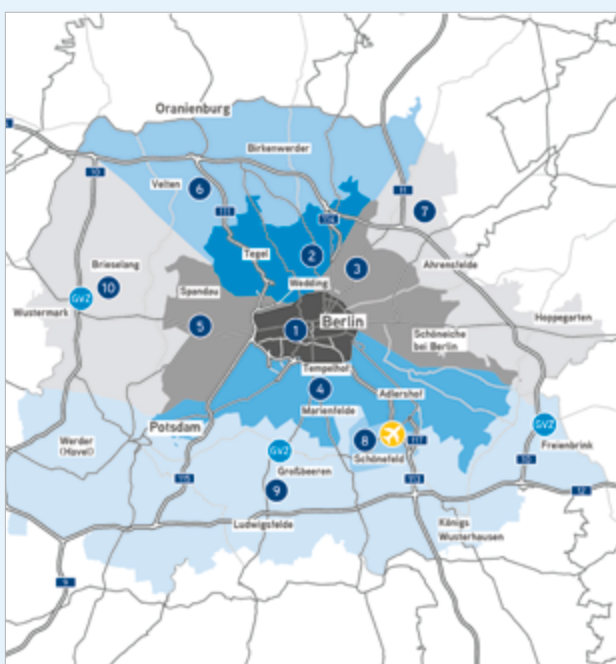 Oranienburg
Birkenwerder
10
Velten
6
11
7
111
114
Tegel
2
3
Ahrensfelde
Brieselang
10
Wedding
Spandau
GVZ
Wustermark
Hoppegarten
5
1
Berlin
Schöneiche
bei Berlin
Tempelhof
4
Adlershof
Marienfelde
Potsdam
8
GVZ
Werder
(Havel)
GVZ
117
Freienbrink
Schönefeld
10
Großbeeren
115
113
9
12
Ludwigsfelde
Königs
Wusterhausen
9